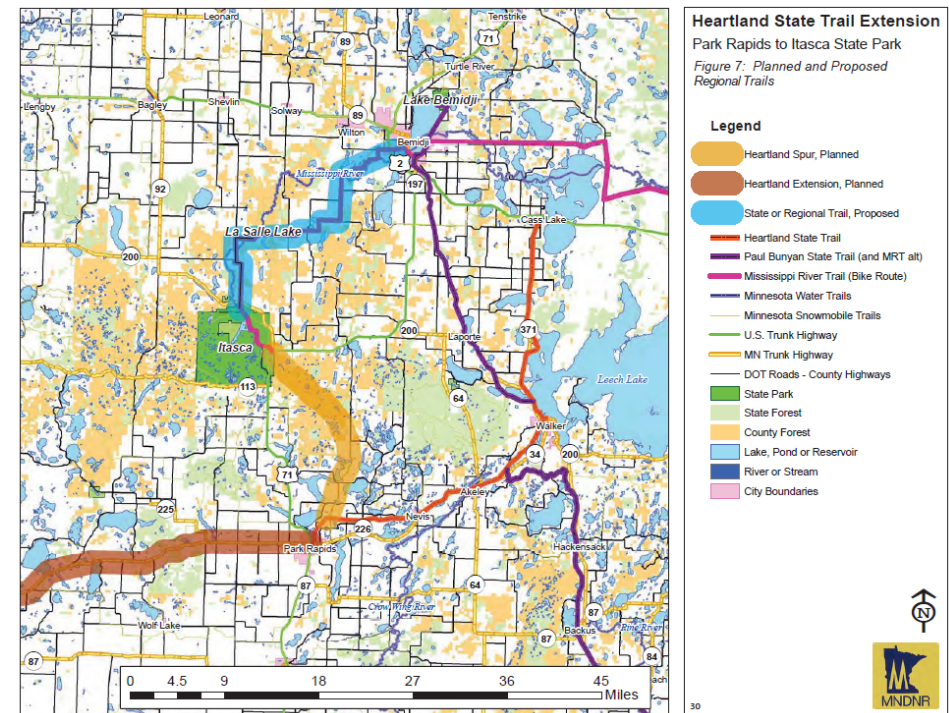 Leonard
Tenstrike
89
71
Turtle River
Lengby
Bagley
Shevlin
Solway
Lake Bemidji
89
Wilton
Bemidji
2
Mississippi River
92
197
Cass Lake
La Salle Lake
200
371
200
Laporte
Itasca
Leech Lake
113
64
Walker
34
200
71
Akeley
225
Nevis
226
Park Rapids
Hackensack
87
64
Crow Wing River
87
Pine River
Wolf Lake
Backus
87
87
84
0 4.5 9 18 27 36 45
Miles
Heartland State Trail Extension
Park Rapids to Itasca State Park
Figure 7: Planned and Proposed
Regional Trails
Legend
Heartland Spur, Planned
Heartland Extension, Planned
State or Regional Trail, Proposed
Heartland State Trail
Paul Bunyan State Trail (and MRT alt)
Mississippi River Trail (Bike Route)
Minnesota Water Trails
Minnesota Snowmobile Trails
U.S. Trunk Highway
MN Trunk Highway
DOT Roads - County Highways
State Park
State Forest
County Forest
Lake, Pond or Reservoir
River or Stream
City Boundaries
N
MNDNR
30